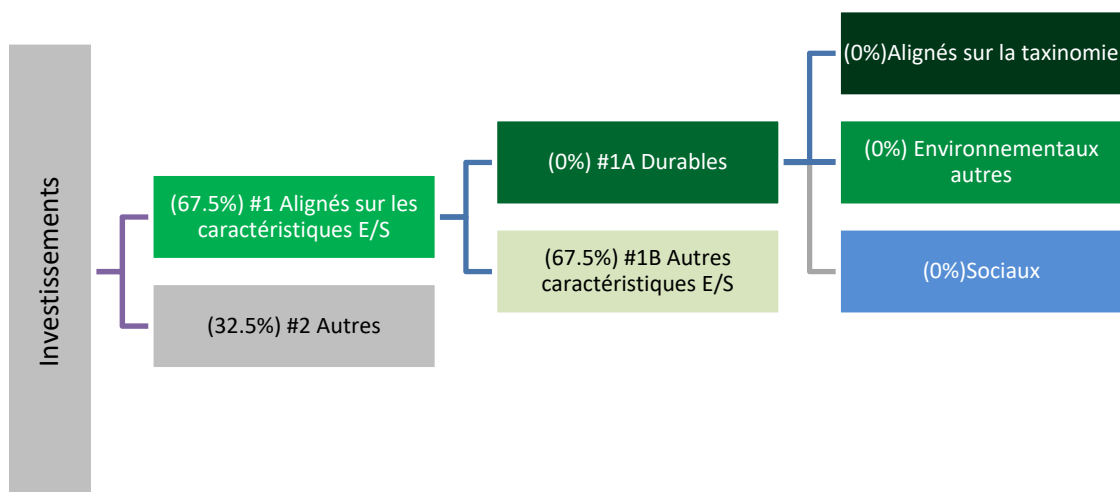 Investissements
(67.5%) #1 Alignés sur les
caractéristiques E/S
(32.5%) #2 Autres
(0%) #1A Durables
(67.5%) #1B Autres
caractéristiques E/S
(0%)Alignés sur la taxinomie
(0%) Environnementaux
autres
(0%)Sociaux